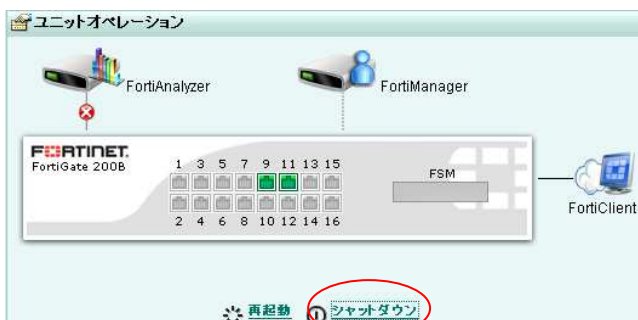 ユニットオペレーション
FortiAnalyzer
FortiManager
FORTINET.
FortiGate 200B
1 3 5 7 9 11 13 15
FSM
2 4 6 8 10 12 14 16
FortiClient
再起動 シャットダウン